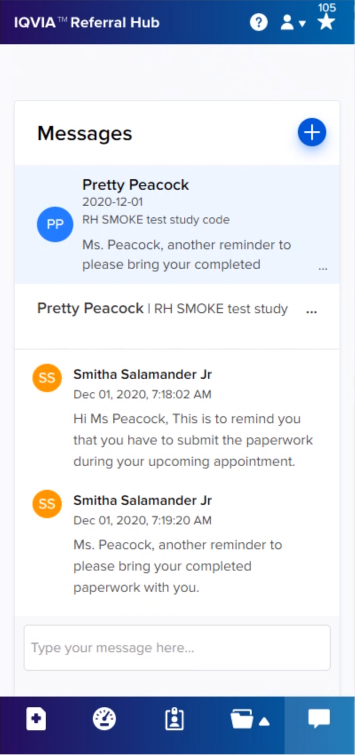 105
IQVIA™ Referral Hub
?
Messages
Pretty Peacock
2020-12-01
PP
RH SMOKE test study code
Ms. Peacock, another reminder to
please bring your completed
...
Pretty Peacock | RH SMOKE test study ...
SS
Smitha Salamander Jr
Dec 01, 2020, 7:18:02 AM
Hi Ms Peacock, This is to remind you
that you have to submit the paperwork
during your upcoming appointment.
SS
Smitha Salamander Jr
Dec 01, 2020, 7:19:20 AM
Ms. Peacock, another reminder to
please bring your completed
paperwork with you.
Type your message here...